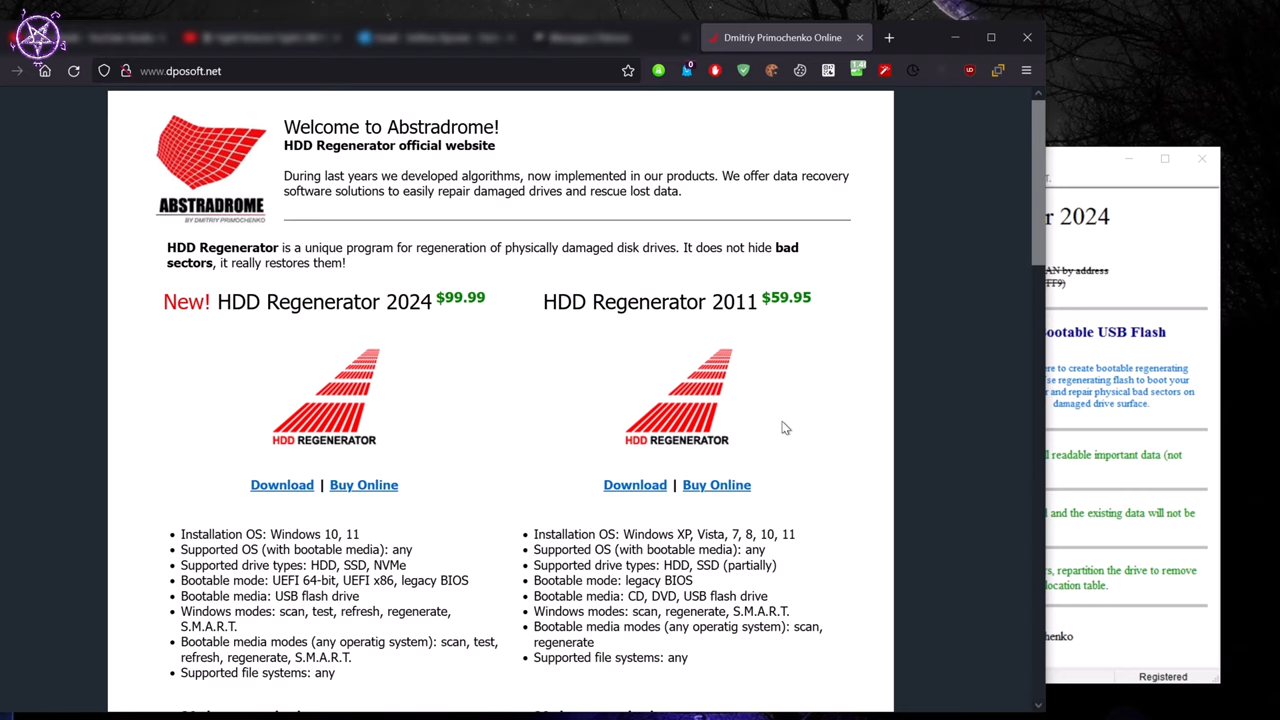 Dmitriy Primochenko Online
www.dposoft.net
0
1.4
Welcome to Abstradrome!
HDD Regenerator official website
During last years we developed algorithms, now implemented in our products. We offer data recovery
software solutions to easily repair damaged drives and rescue lost data.
ABSTRADROME
BY DMITRIY PRIMOCHENKO
HDD Regenerator is a unique program for regeneration of physically damaged disk drives. It does not hide bad
sectors, it really restores them!
New! HDD Regenerator 2024 $99.99
HDD REGENERATOR
Download | Buy Online
• Installation OS: Windows 10, 11
• Supported OS (with bootable media): any
• Supported drive types: HDD, SSD, NVMe
• Bootable mode: UEFI 64-bit, UEFI x86, legacy BIOS
• Bootable media: USB flash drive
• Windows modes: scan, test, refresh, regenerate,
S.M.A.R.T.
• Bootable media modes (any operatig system): scan, test,
refresh, regenerate, S.M.A.R.T.
• Supported file systems: any
HDD Regenerator 2011 $59.95
HDD REGENERATOR
Download | Buy Online
• Installation OS: Windows XP, Vista, 7, 8, 10, 11
• Supported OS (with bootable media): any
• Supported drive types: HDD, SSD (partially)
• Bootable mode: legacy BIOS
• Bootable media: CD, DVD, USB flash drive
• Windows modes: scan, regenerate, S.M.A.R.T.
• Bootable media modes (any operatig system): scan,
regenerate
• Supported file systems: any
r 2024
AN by address
FF9)
ootable USB Flash
ere to create bootable regenerating
se regenerating flash to boot your
r and repair physical bad sectors on
damaged drive surface.
l readable important data (not
l and the existing data will not be
s, repartition the drive to remove
location table.
henko
Registered